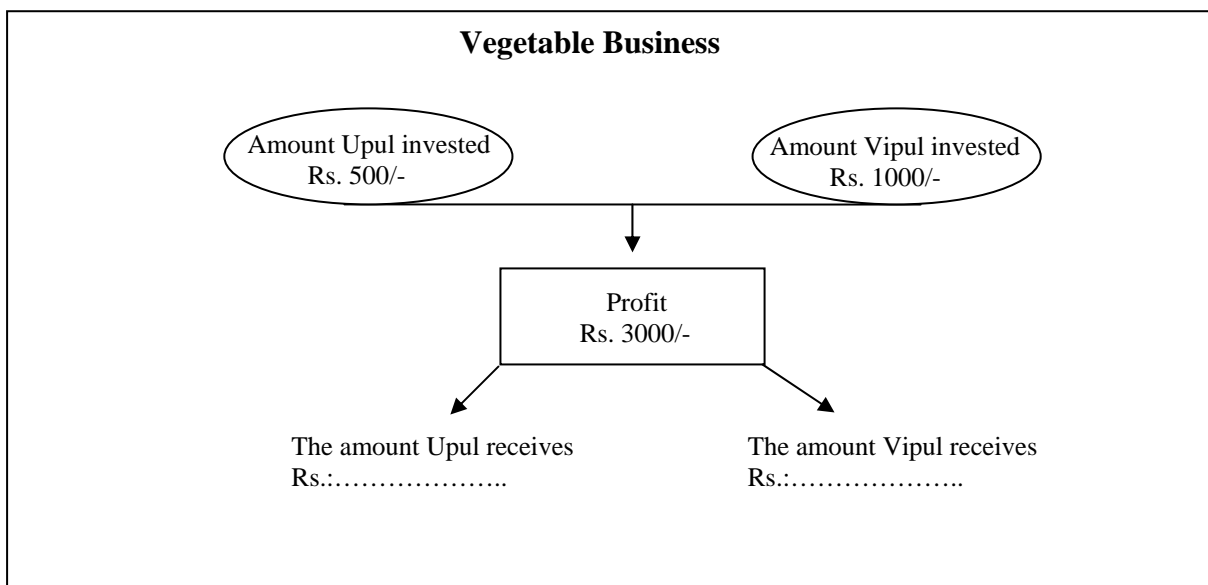 Vegetable Business
Amount Upul invested
Rs. 500/-
Amount Vipul invested
Rs. 1000/-
Profit
Rs. 3000/-
The amount Upul receives
Rs.:………………..
The amount Vipul receives
Rs.:……………….